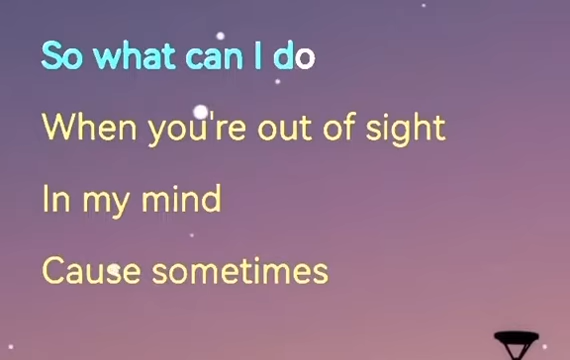 So what can I do
When you're out of sight
In my mind
Cause sometimes